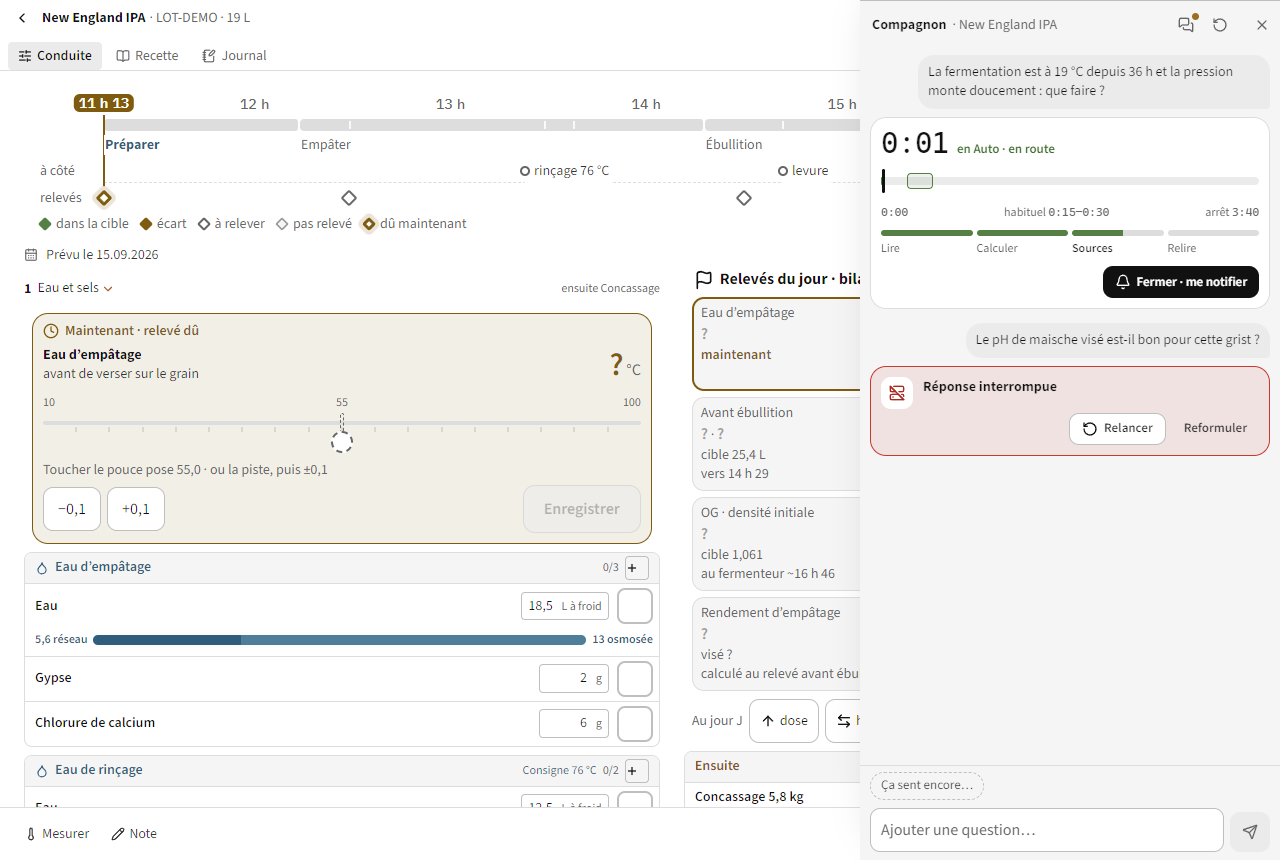 New England IPA · LOT-DEMO · 19 L
Conduite
Recette
Journal
11 h 13
12 h
13 h
14 h
15 h
Préparer
Empâter
Ébullition
à côté
rinçage 76 °C
levure
relevés
dans la cible
écart
à relever
pas relevé
dû maintenant
Prévu le 15.09.2026
1 Eau et sels
ensuite Concassage
Maintenant · relevé dû
Eau d’empâtage
avant de verser sur le grain
? °C
10
55
100
Toucher le pouce pose 55,0 · ou la piste, puis ±0,1
−0,1
+0,1
Enregistrer
Eau d’empâtage
0/3
+
Eau
18,5 L à froid
5,6 réseau
13 osmosée
Gypse
2 g
Chlorure de calcium
6 g
Eau de rinçage
Consigne 76 °C 0/2
+
Relevés du jour ·
Eau d’empâtage
?
maintenant
Avant ébullition
? · ?
cible 25,4 L
vers 14 h 29
OG · densité initiale
?
cible 1,061
au fermenteur ~16 h 46
Rendement d’empâtage
?
visé ?
calculé au relevé avant
Au jour J
dose
Ensuite
Concassage 5,8 kg
Mesurer
Note
Compagnon · New England IPA
La fermentation est à 19 °C depuis 36 h et la pression
monte doucement : que faire ?
0:01 en Auto · en route
0:00
habituel 0:15–0:30
arrêt 3:40
Lire
Calculer
Sources
Relire
Fermer · me notifier
Le pH de maische visé est-il bon pour cette grist ?
Réponse interrompue
Relancer
Reformuler
Ça sent encore…
Ajouter une question…